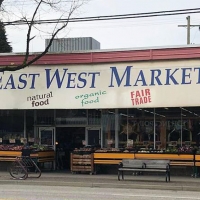 EAST WEST MARKET
natural food
organic food
FAIR TRADE